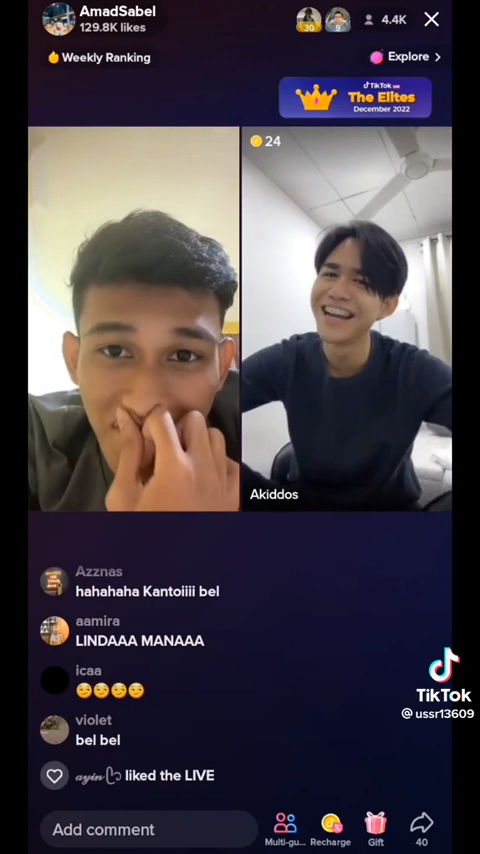 AmadSabel
129.8K likes
30
9
4.4K
Weekly Ranking
Explore >
TikTok
The Elites
December 2022
24
Akiddos
Azznas
hahahaha Kantoiiii bel
aamira
LINDAAA MANAAA
icaa
😏😏😏😏
violet
bel bel
ayin liked the LIVE
TikTok
@ussr13609
Add comment
Multi-gu...
Recharge
Gift
40